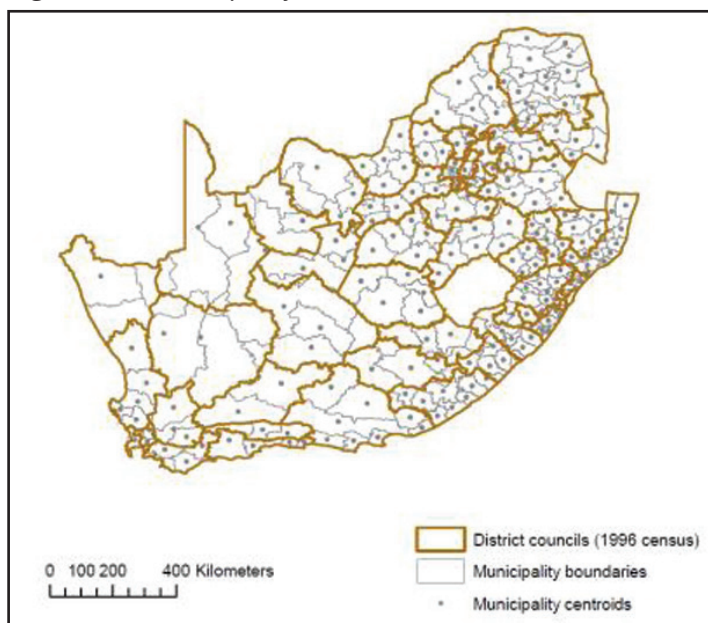 District councils (1996 census)
0 100 200 400 Kilometers
Municipality boundaries
Municipality centroids